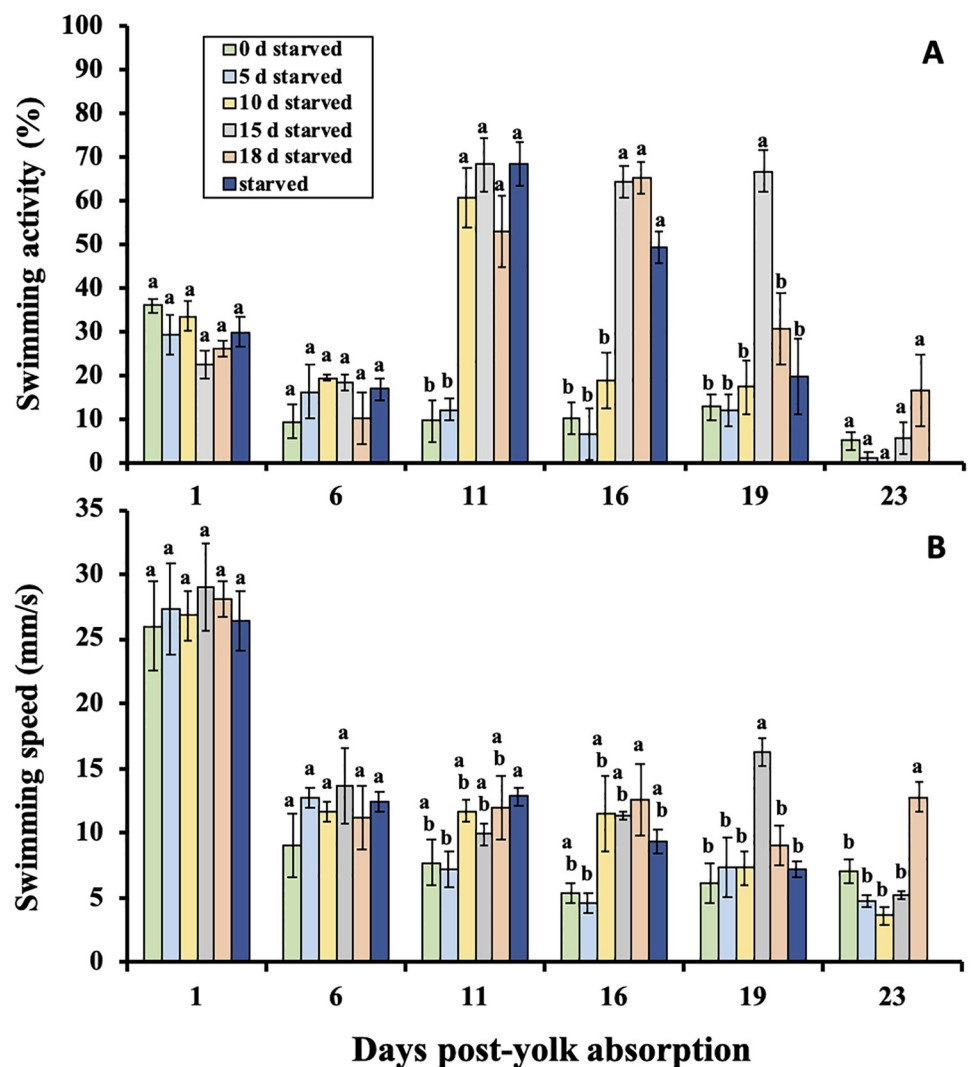 100
90
80
70
60
50
40
30
20
10
0
Swimming activity (%)
A
0 d starved
5 d starved
10 d starved
15 d starved
18 d starved
starved
a a a a a a
a a a a a a
b b a a a a
b b b a a a
b b b a b b
a a a a a
1 6 11 16 19 23
35
30
25
20
15
10
5
0
Swimming speed (mm/s)
B
a a a a a a
a a a a a a
a b b a b a b a b a
a b b a b a b a a b
b b b a b b
b b b b a
1 6 11 16 19 23
Days post-yolk absorption